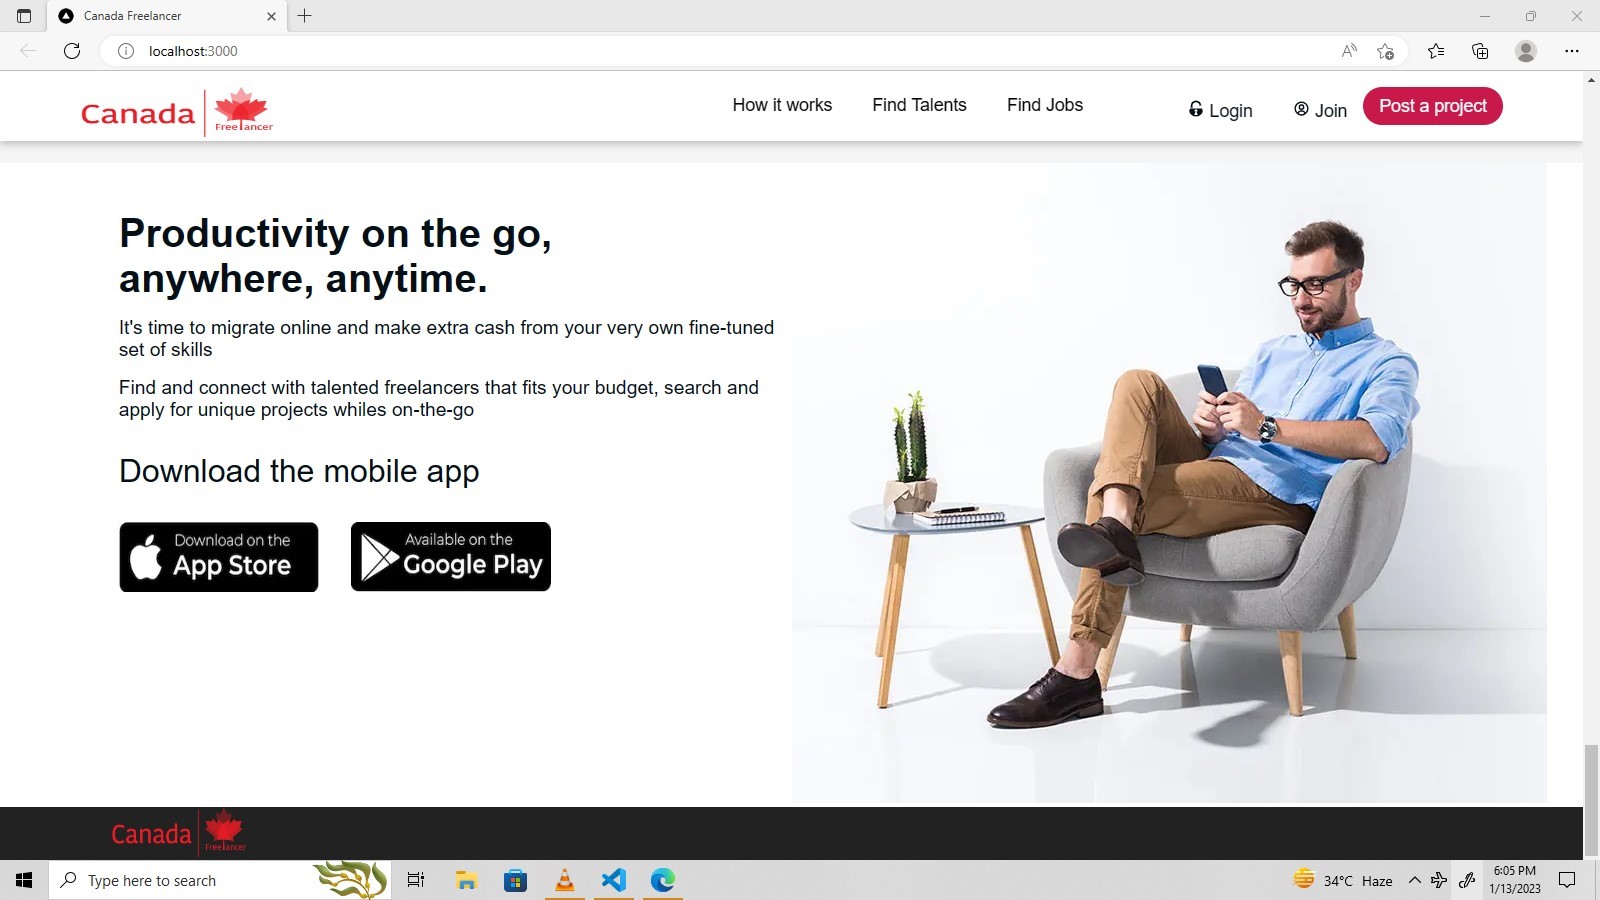 Canada Freelancer
localhost:3000
Canada
Freelancer
How it works
Find Talents
Find Jobs
Login
Join
Post a project
Productivity on the go,
anywhere, anytime.
It's time to migrate online and make extra cash from your very own fine-tuned
set of skills
Find and connect with talented freelancers that fits your budget, search and
apply for unique projects whiles on-the-go
Download the mobile app
Download on the
App Store
Available on the
Google Play
Canada
Freelancer
Type here to search
34°C Haze
6:05 PM
1/13/2023